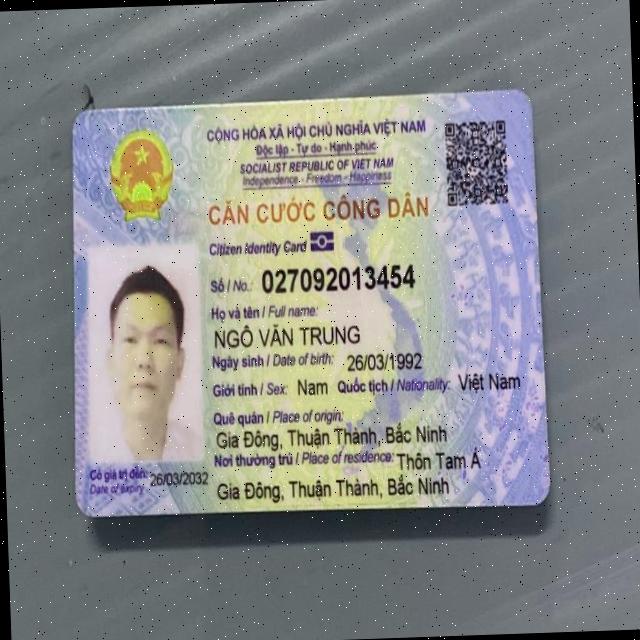 CỘNG HÒA XÃ HỘI CHỦ NGHĨA VIỆT NAM
Độc lập - Tự do - Hạnh phúc
SOCIALIST REPUBLIC OF VIET NAM
Independence - Freedom - Happiness
CĂN CƯỚC CÔNG DÂN
Citizen Identity Card
Số / No.: 027092013454
Họ và tên / Full name:
NGÔ VĂN TRUNG
Ngày sinh / Date of birth: 26/03/1992
Giới tính / Sex: Nam Quốc tịch / Nationality: Việt Nam
Quê quán / Place of origin:
Gia Đông, Thuận Thành, Bắc Ninh
Nơi thường trú / Place of residence: Thôn Tam Á
Gia Đông, Thuận Thành, Bắc Ninh
Có giá trị đến: 26/03/2032
Date of expiry